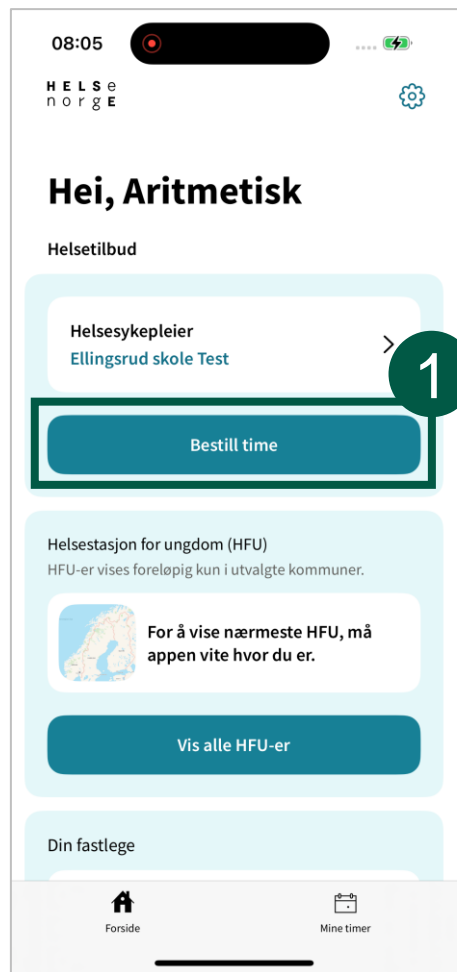 08:05
HELSe
norgE
Hei, Aritmetisk
Helsetilbud
Helsesykepleier
Ellingsrud skole Test
1
Bestill time
Helsestasjon for ungdom (HFU)
HFU-er vises foreløpig kun i utvalgte kommuner.
For å vise nærmeste HFU, må
appen vite hvor du er.
Vis alle HFU-er
Din fastlege
Forside
Mine timer